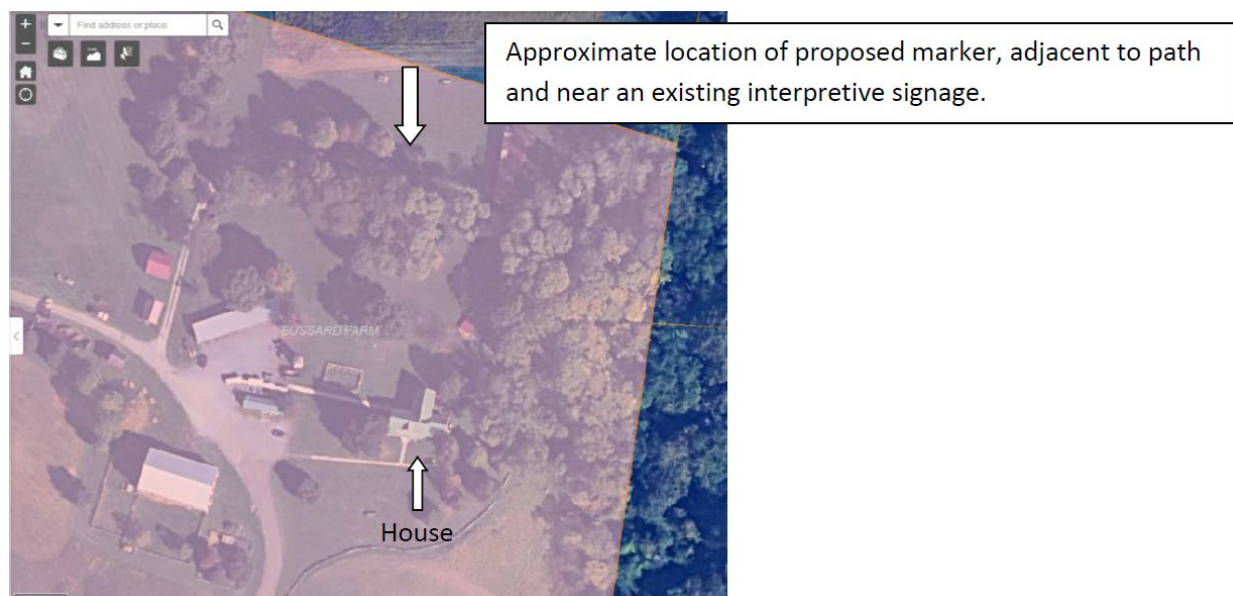 Find address or place
Approximate location of proposed marker, adjacent to path
and near an existing interpretive signage.
BUSSARD FARM
House